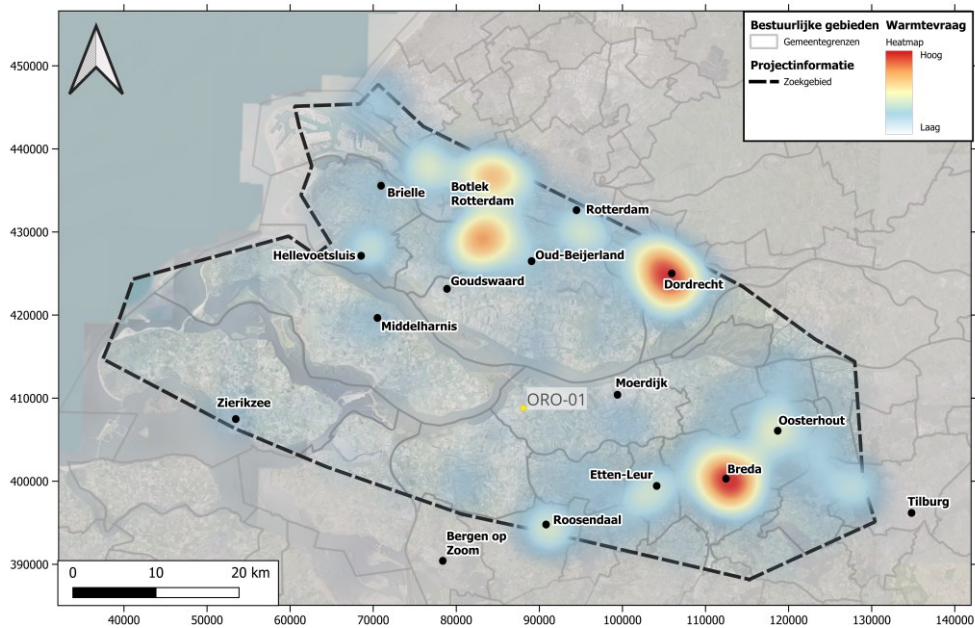 Bestuurlijke gebieden
Gemeentegrenzen
Projectinformatie
Zoekgebied
Warmtevraag
Heatmap
Hoog
Laag
450000
440000
430000
420000
410000
400000
390000
Brielle
Botlek
Rotterdam
Rotterdam
Hellevoetsluis
Oud-Beijerland
Goudswaard
Dordrecht
Middelharnis
Moerdijk
ORO-01
Zierikzee
Oosterhout
Etten-Leur
Breda
Roosendaal
Tilburg
Bergen op
Zoom
0 10 20 km
40000 50000 60000 70000 80000 90000 100000 110000 120000 130000 140000